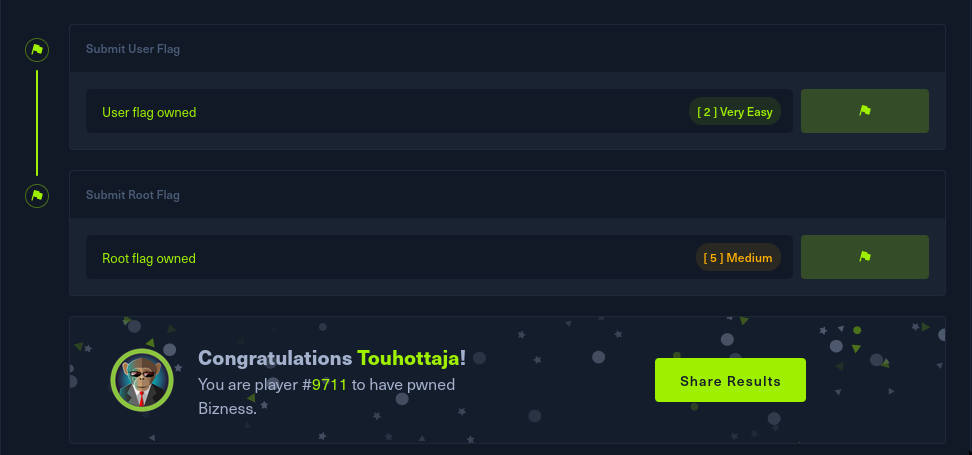 Submit User Flag
User flag owned
[ 2 ] Very Easy
Submit Root Flag
Root flag owned
[ 5 ] Medium
Congratulations Touhottaja!
You are player #9711 to have pwned
Bizness.
Share Results